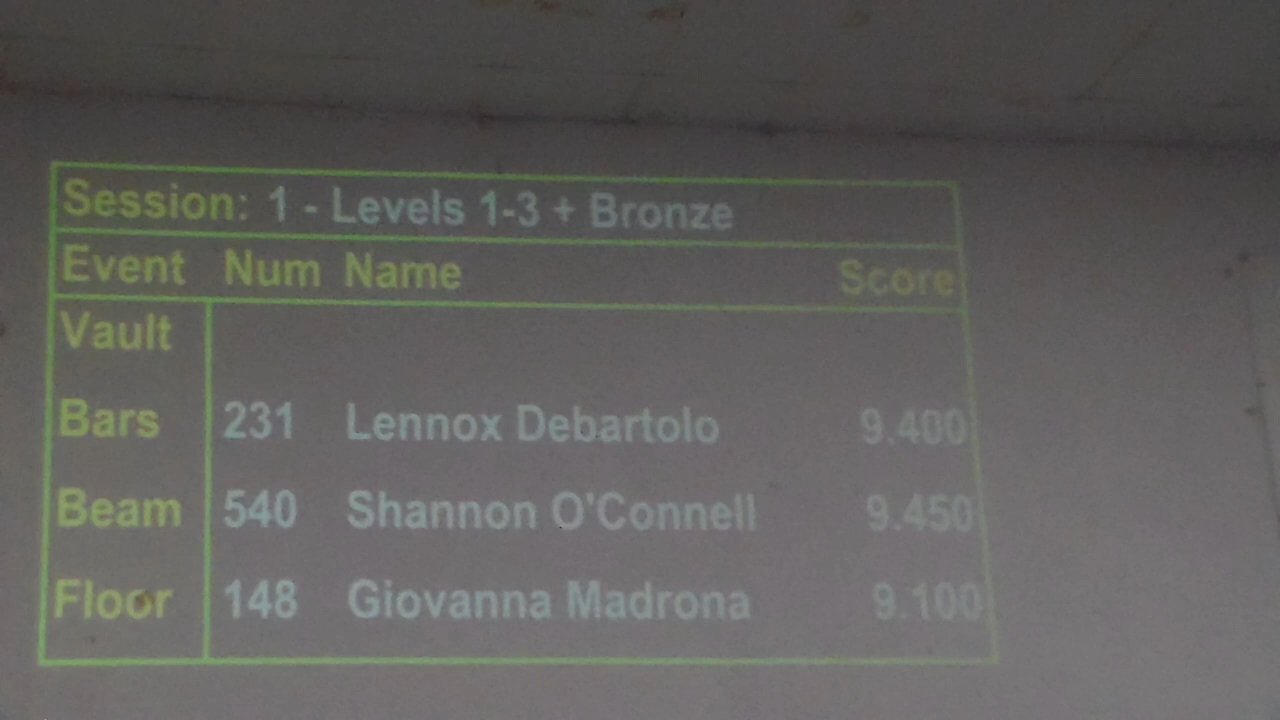 Session: 1 - Levels 1-3 + Bronze
Event Num Name Score
Vault
Bars 231 Lennox Debartolo 9.400
Beam 540 Shannon O'Connell 9.450
Floor 148 Giovanna Madrona 9.100